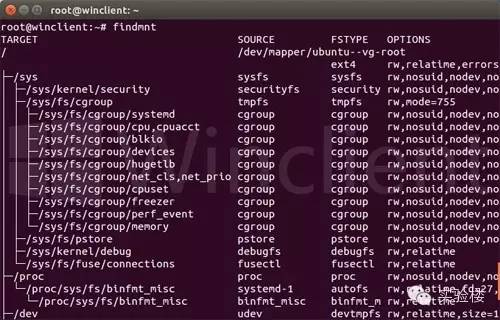 root@winclient: ~
root@winclient:~# findmnt
TARGET SOURCE FSTYPE OPTIONS
/ /dev/mapper/ubuntu--vg-root
ext4 rw,relatime,errors
├─/sys sysfs sysfs rw,nosuid,nodev,no
│ ├─/sys/kernel/security securityfs security rw,nosuid,nodev,no
│ ├─/sys/fs/cgroup tmpfs tmpfs rw,mode=755
│ │ ├─/sys/fs/cgroup/systemd cgroup cgroup rw,nosuid,nodev,no
│ │ ├─/sys/fs/cgroup/cpu,cpuacct cgroup cgroup rw,nosuid,nodev,no
│ │ ├─/sys/fs/cgroup/blkio cgroup cgroup rw,nosuid,nodev,no
│ │ ├─/sys/fs/cgroup/devices cgroup cgroup rw,nosuid,nodev,no
│ │ ├─/sys/fs/cgroup/hugetlb cgroup cgroup rw,nosuid,nodev,no
│ │ ├─/sys/fs/cgroup/net_cls,net_prio cgroup cgroup rw,nosuid,nodev,no
│ │ ├─/sys/fs/cgroup/cpuset cgroup cgroup rw,nosuid,nodev,no
│ │ ├─/sys/fs/cgroup/freezer cgroup cgroup rw,nosuid,nodev,no
│ │ ├─/sys/fs/cgroup/perf_event cgroup cgroup rw,nosuid,nodev,no
│ │ └─/sys/fs/cgroup/memory cgroup cgroup rw,nosuid,nodev,no
│ ├─/sys/fs/pstore pstore pstore rw,nosuid,nodev,no
│ ├─/sys/kernel/debug debugfs debugfs rw,relatime
│ └─/sys/fs/fuse/connections fusectl fusectl rw,relatime
├─/proc proc proc rw,nosuid,nodev,no
│ └─/proc/sys/fs/binfmt_misc systemd-1 autofs rw,relatime,fd=27,
│ └─/proc/sys/fs/binfmt_misc binfmt_misc binfmt_m rw,relatime
├─/dev udev devtmpfs rw,relatime,size=1
Winclient
实验楼